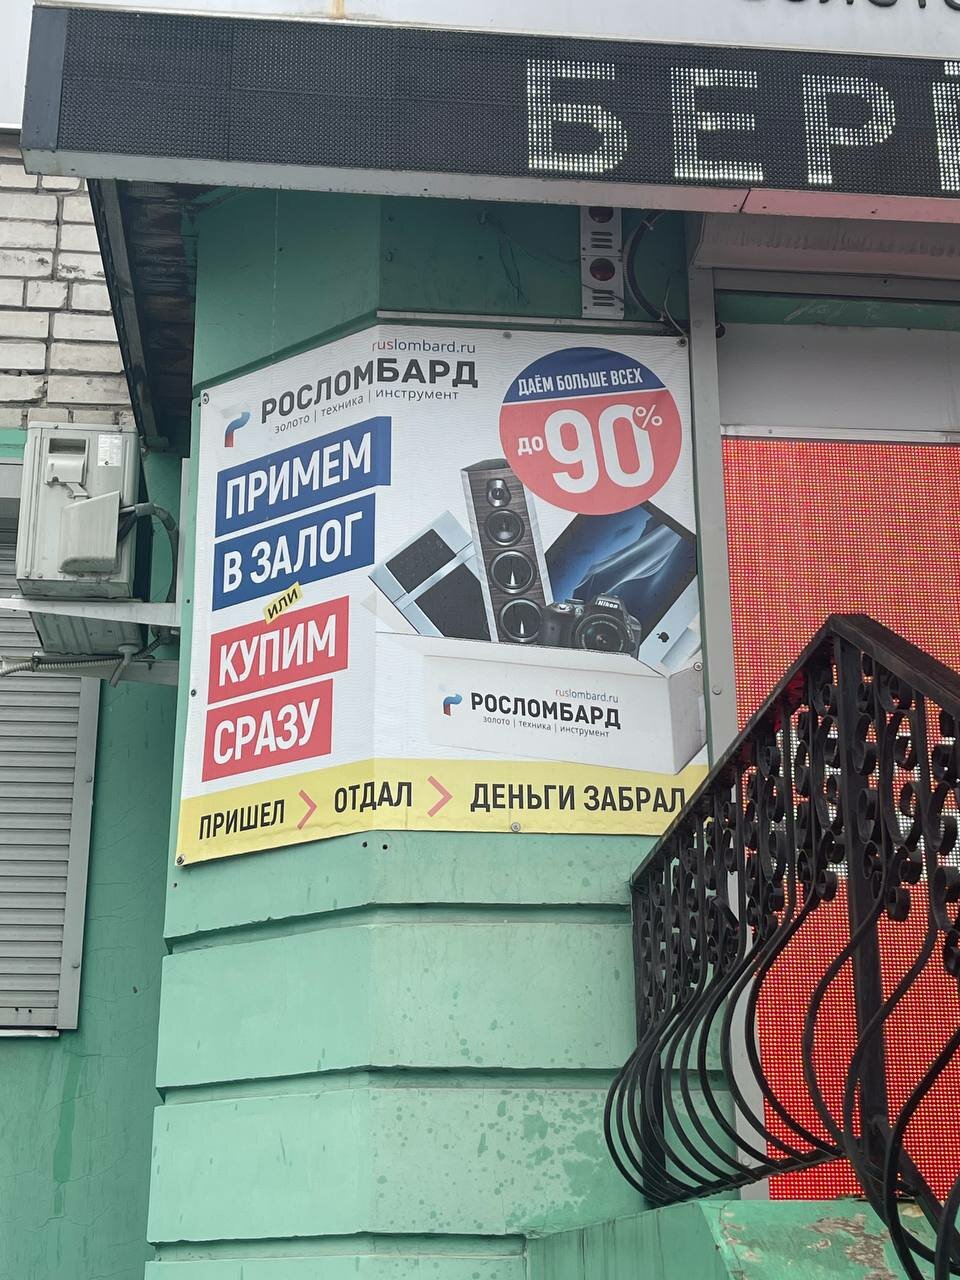 ruslombard.ru
РОСЛОМБАРД
золото | техника | инструмент
ДАЁМ БОЛЬШЕ ВСЕХ
ДО 90%
ПРИМЕМ
В ЗАЛОГ
ИЛИ
КУПИМ
СРАЗУ
Nikon
ruslombard.ru
РОСЛОМБАРД
золото | техника | инструмент
ПРИШЕЛ > ОТДАЛ > ДЕНЬГИ ЗАБРАЛ